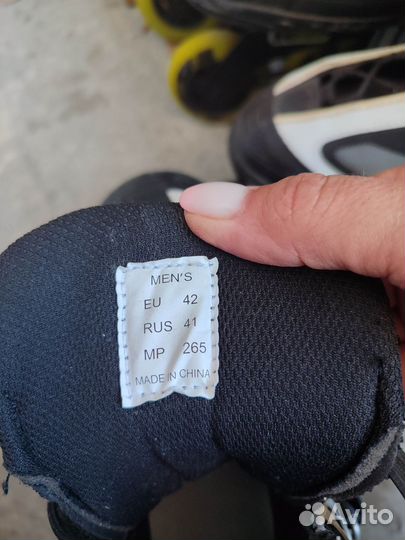 MEN'S
EU 42
RUS 41
MP 265
MADE IN CHINA
Avito